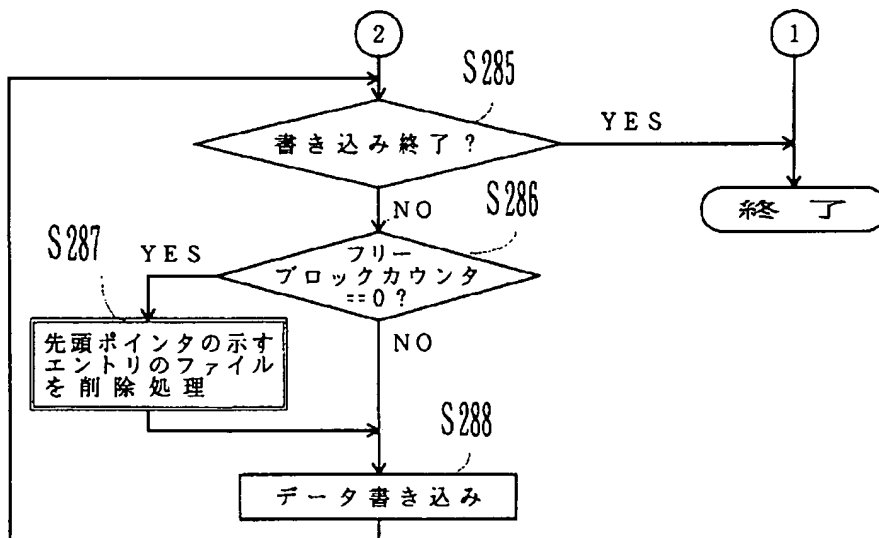 2
1
S285
書き込み終了?
YES
終了
NO
S286
S287
YES
フリー
ブロックカウンタ
==0?
NO
先頭ポインタの示す
エントリのファイル
を削除処理
S288
データ書き込み